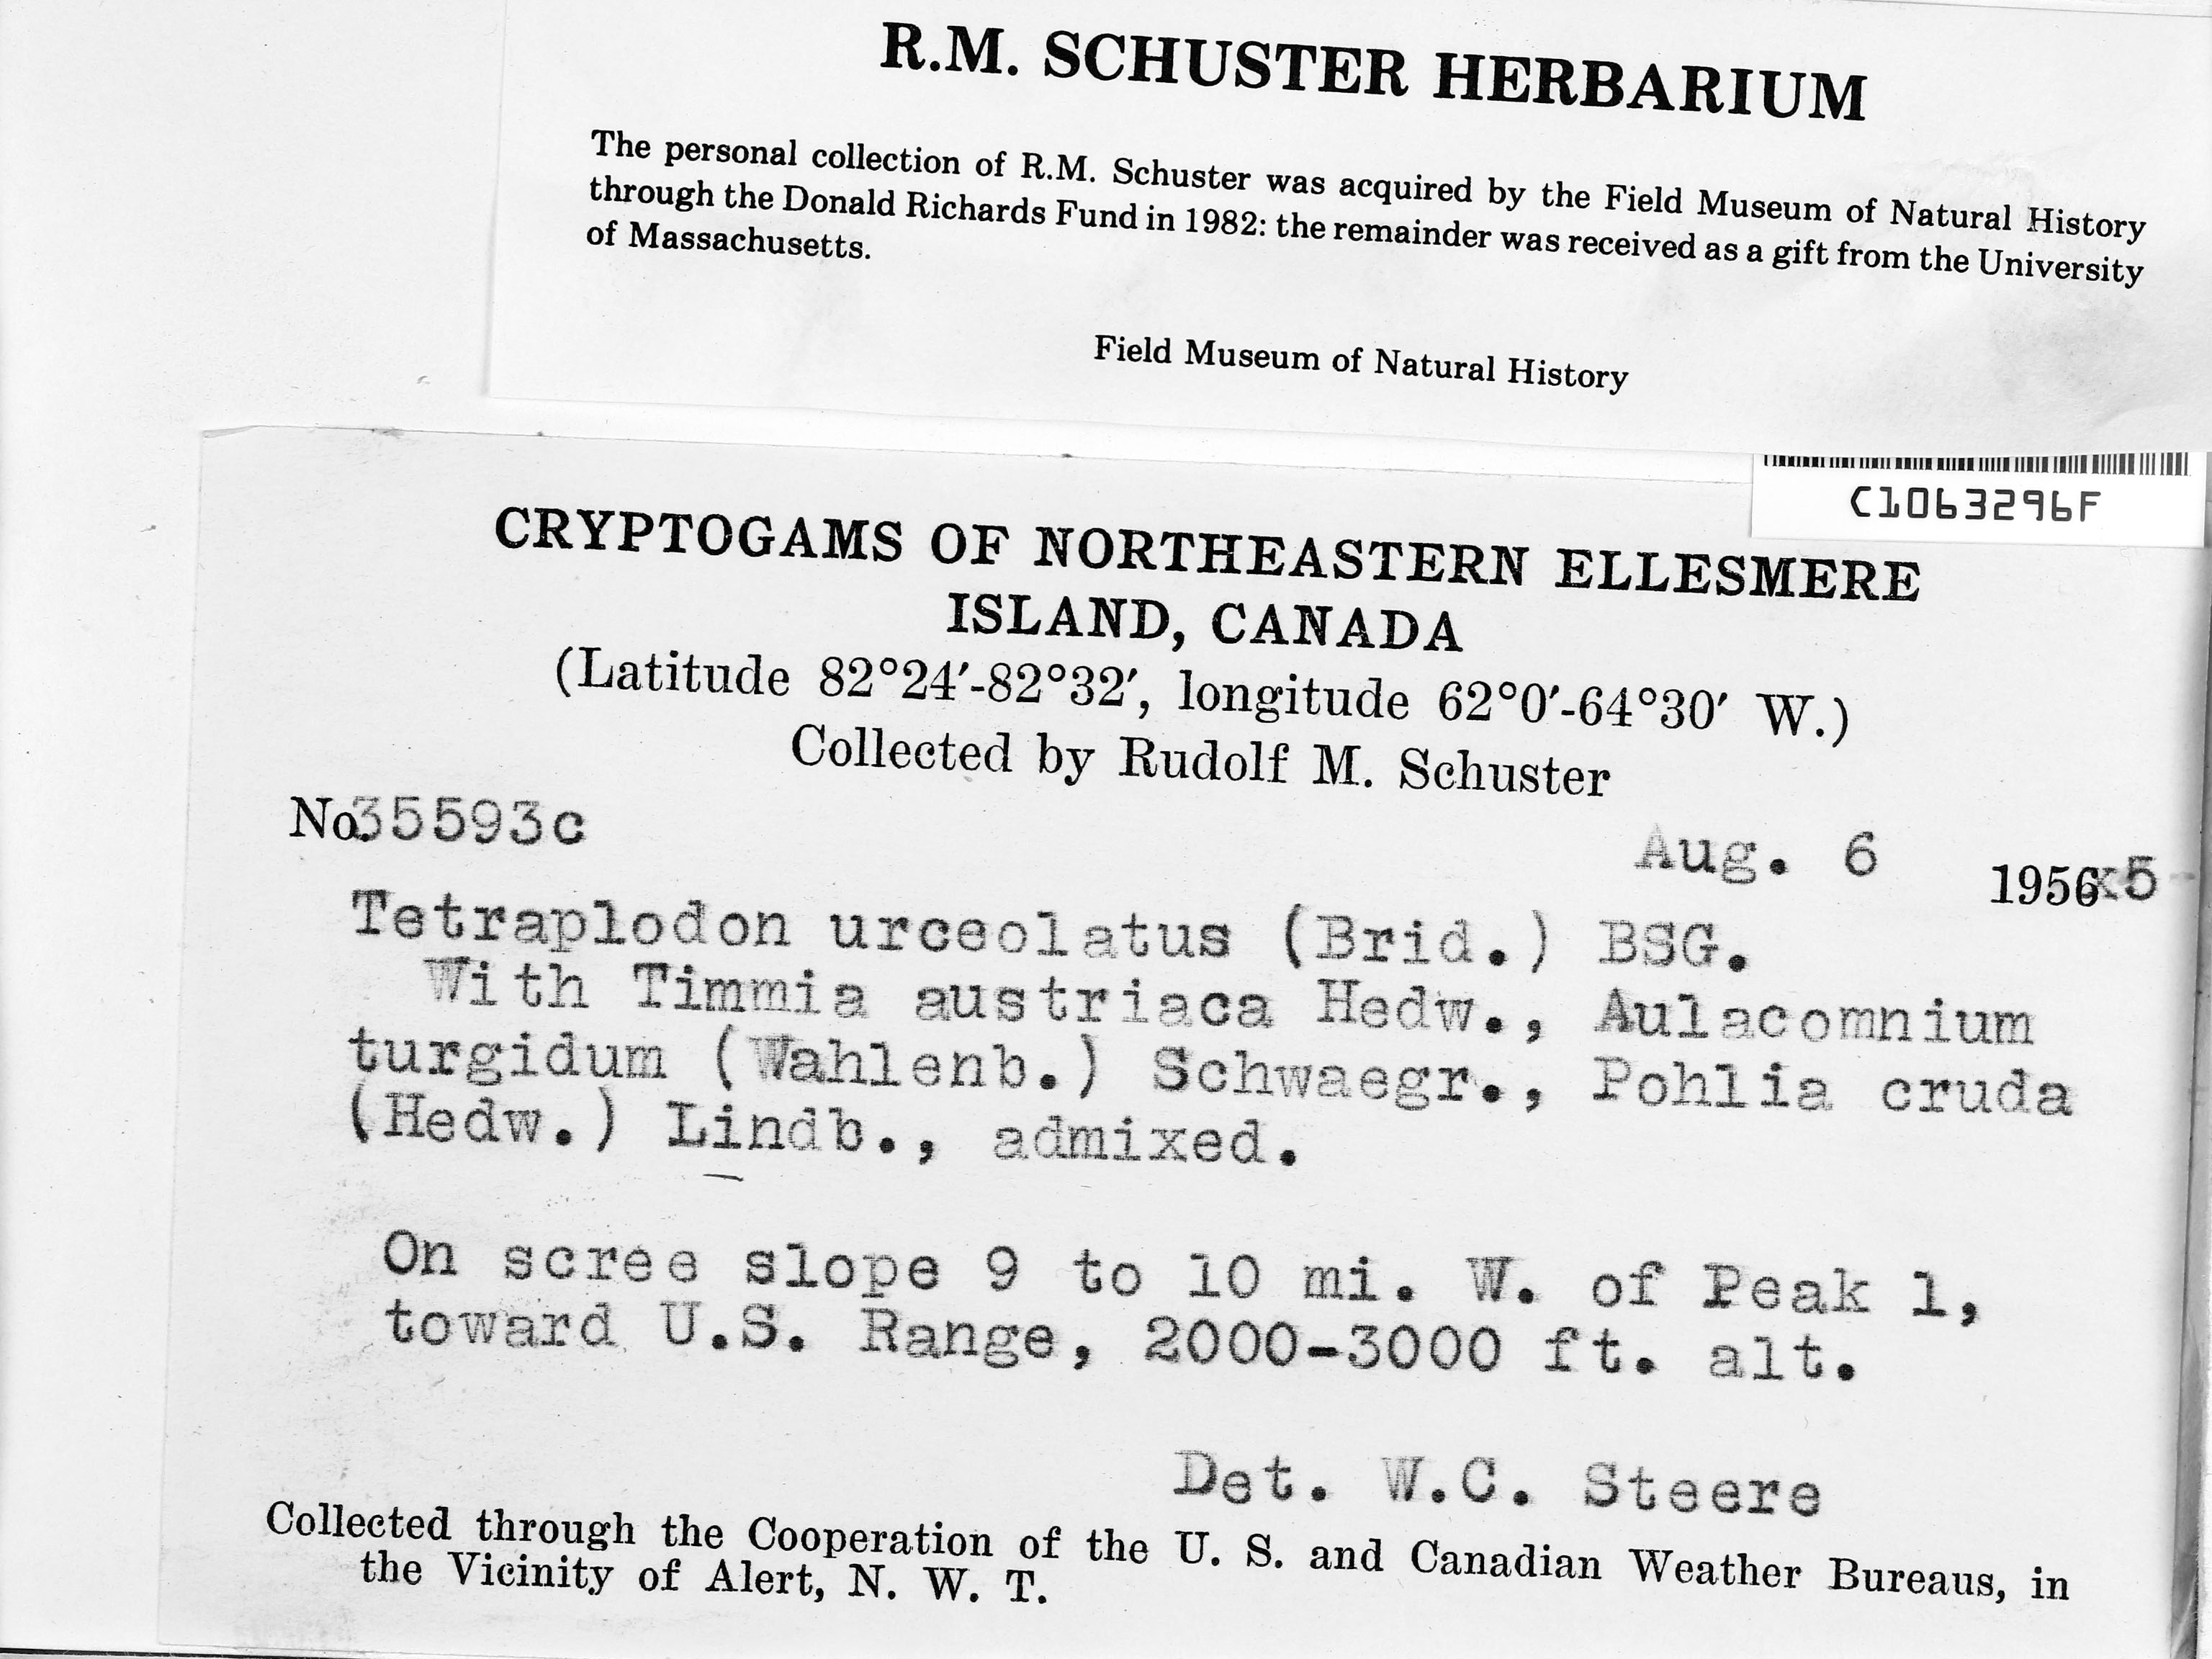 R.M. SCHUSTER HERBARIUM
The personal collection of R.M. Schuster was acquired by the Field Museum of Natural History
through the Donald Richards Fund in 1982: the remainder was received as a gift from the University
of Massachusetts.
Field Museum of Natural History
C1063296F
CRYPTOGAMS OF NORTHEASTERN ELLESMERE
ISLAND, CANADA
(Latitude 82°24′-82°32′, longitude 62°0′-64°30′ W.)
Collected by Rudolf M. Schuster
No.35593c
Aug. 6 1956x5-
Tetraplodon urceolatus (Brid.) BSG.
With Timmia austriaca Hedw., Aulacomnium
turgidum (Wahlenb.) Schwaegr., Pohlia cruda
(Hedw.) Lindb., admixed.
On scree slope 9 to 10 mi. W. of Peak 1,
toward U.S. Range, 2000-3000 ft. alt.
Det. W.C. Steere
Collected through the Cooperation of the U. S. and Canadian Weather Bureaus, in
the Vicinity of Alert, N. W. T.